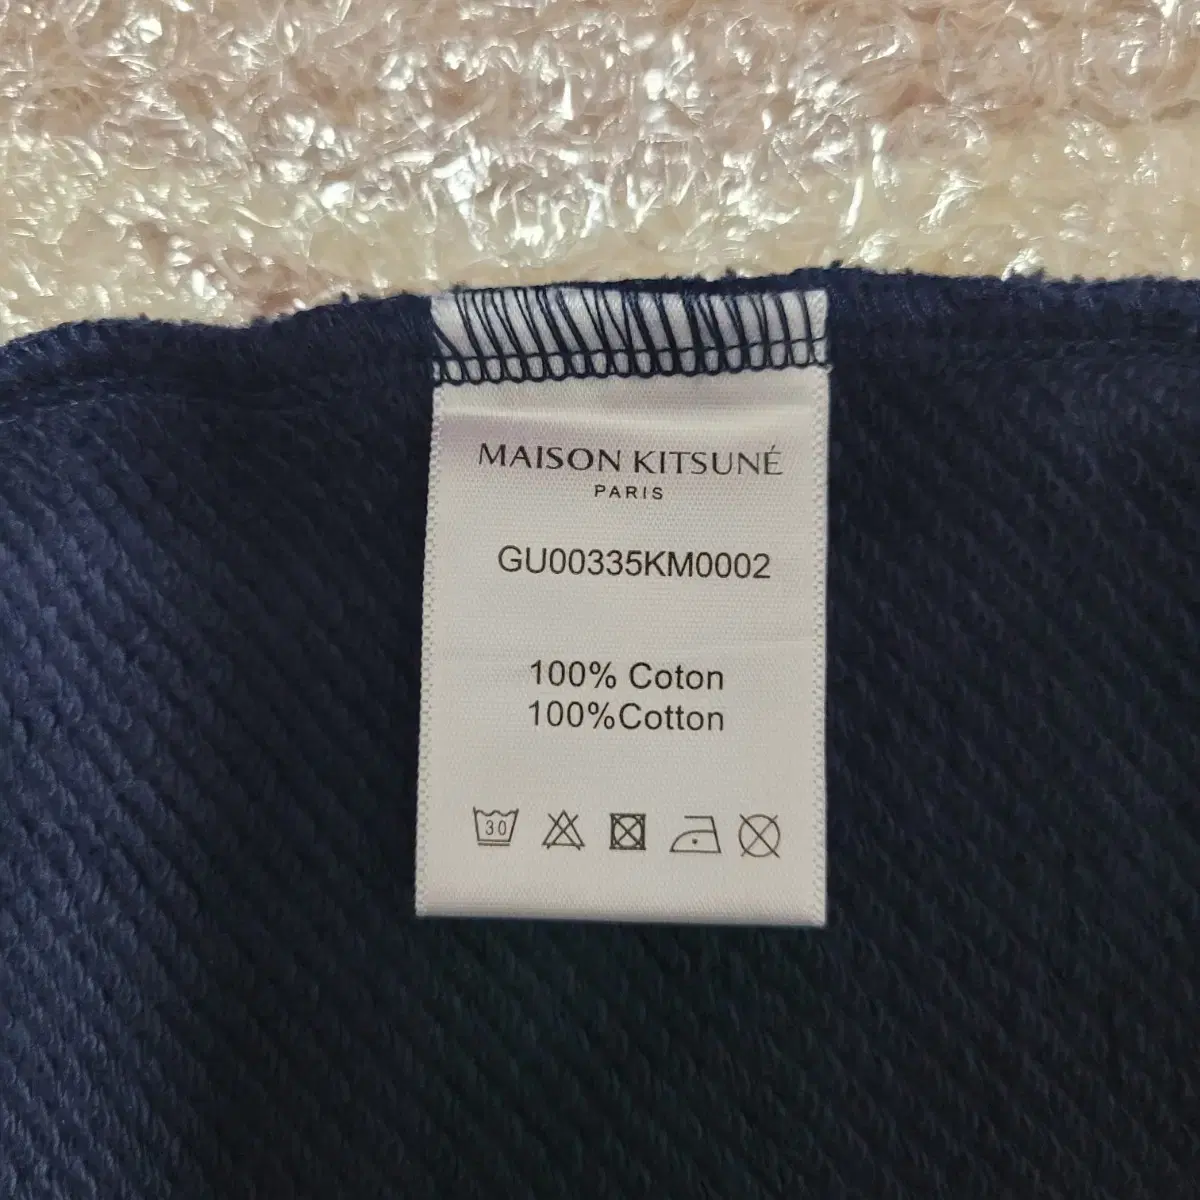 MAISON KITSUNÉ
PARIS
GU00335KM0002
100% Coton
100%Cotton
30